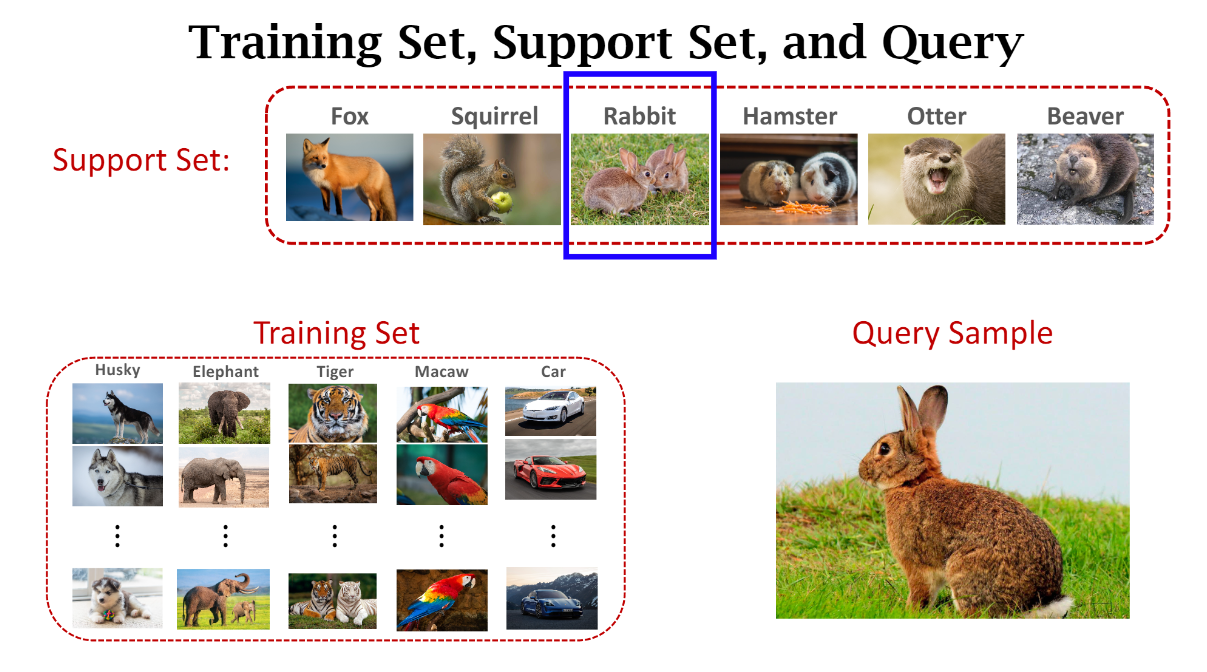 Training Set, Support Set, and Query
Support Set:
Fox Squirrel Rabbit Hamster Otter Beaver
Training Set
Husky Elephant Tiger Macaw Car
Query Sample